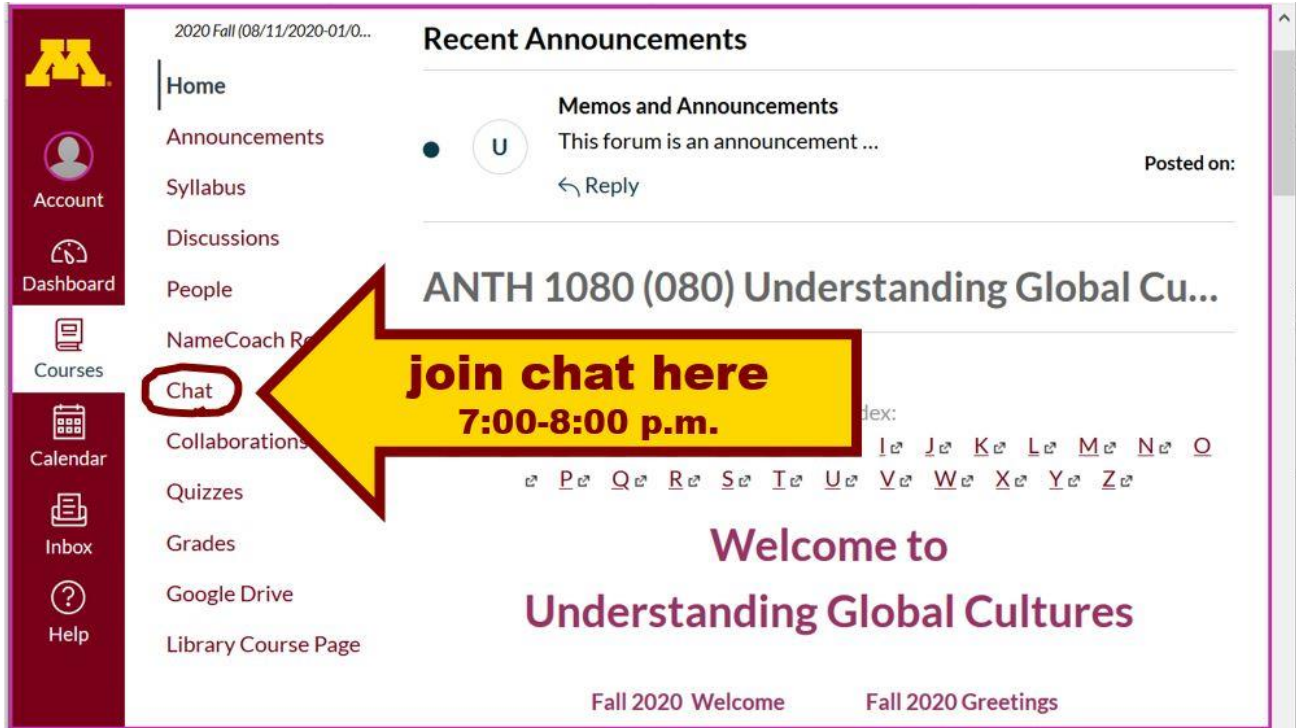 M
Account
Dashboard
Courses
Calendar
Inbox
Help
2020 Fall (08/11/2020-01/0...
Home
Announcements
Syllabus
Discussions
People
NameCoach
Chat
Collaborations
Quizzes
Grades
Google Drive
Library Course Page
join chat here
7:00-8:00 p.m.
Recent Announcements
Memos and Announcements
U
This forum is an announcement ...
Posted on:
Reply
ANTH 1080 (080) Understanding Global Cu...
I J K L M N O
P Q R S T U V W X Y Z
Welcome to
Understanding Global Cultures
Fall 2020 Welcome Fall 2020 Greetings